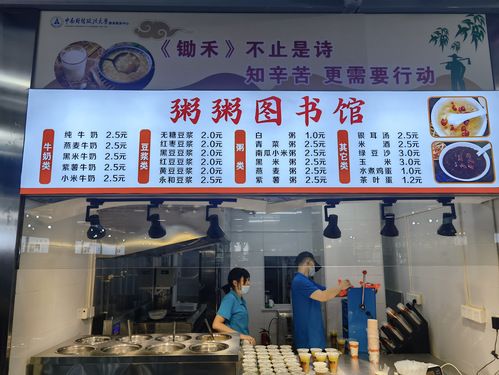 中南财经政法大学
《锄禾》不止是诗
知辛苦 更需要行动
粥粥图书馆
牛奶类
纯牛奶 2.5元
燕麦牛奶 2.5元
黑米牛奶 2.5元
紫薯牛奶 2.5元
小米牛奶 2.5元
豆浆类
无糖豆浆 2.0元
红枣豆浆 2.0元
黑豆豆浆 2.0元
红豆豆浆 2.0元
黄豆豆浆 2.0元
永和豆浆 2.5元
粥类
白粥 1.0元
青菜粥 2.5元
南瓜小米粥 2.5元
黑米粥 2.5元
燕麦粥 2.5元
紫薯粥 2.5元
其它类
银耳汤 2.5元
米酒 2.5元
绿豆沙 3.0元
玉米 3.0元
水煮鸡蛋 1.0元
茶叶蛋 1.2元